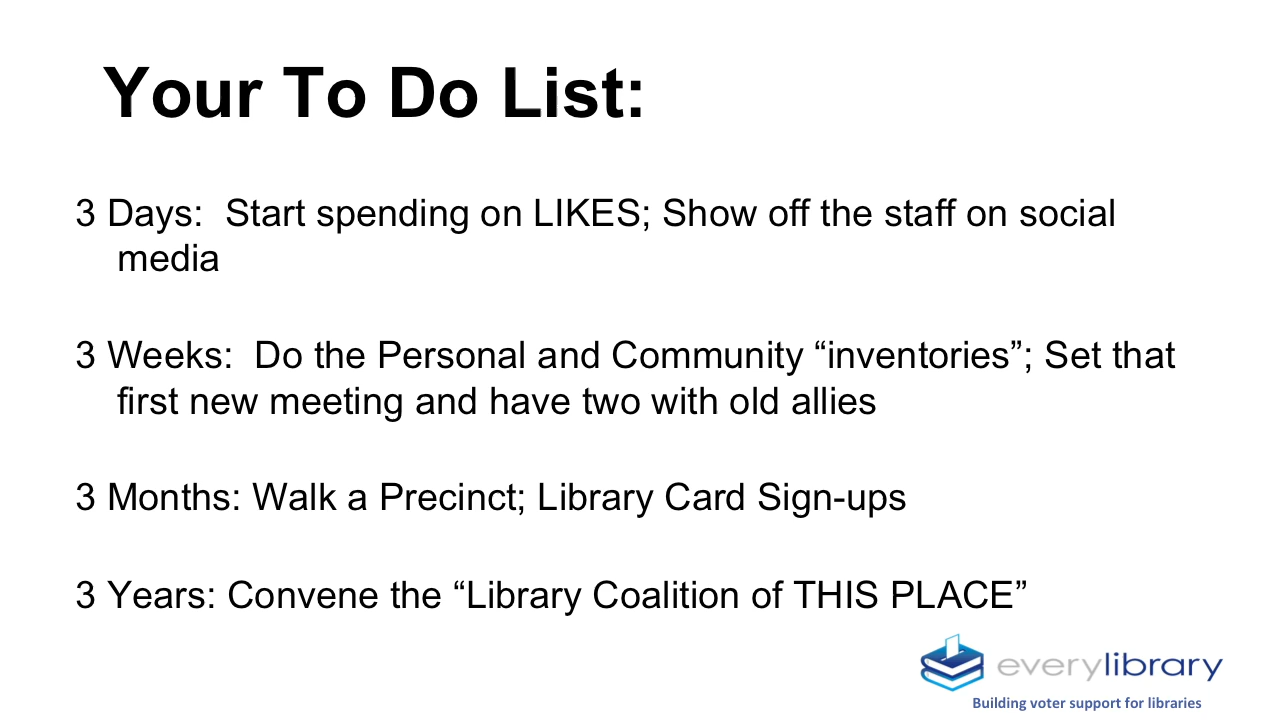 Your To Do List:
3 Days:  Start spending on LIKES; Show off the staff on social
media
3 Weeks:  Do the Personal and Community “inventories”; Set that
first new meeting and have two with old allies
3 Months: Walk a Precinct; Library Card Sign-ups
3 Years: Convene the “Library Coalition of THIS PLACE”
everylibrary
Building voter support for libraries